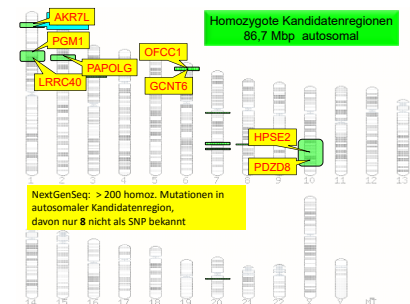 AKR7L
Homozygote Kandidatenregionen
86,7 Mbp autosomal
PGM1
OFCC1
PAPOLG
LRRC40
GCNT6
HPSE2
PDZD8
1 2 3 4 5 6 7 8 9 10 11 12 13
NextGenSeq: > 200 homoz. Mutationen in
autosomaler Kandidatenregion,
davon nur 8 nicht als SNP bekannt
14 15 16 17 18 19 20 21 22 X Y